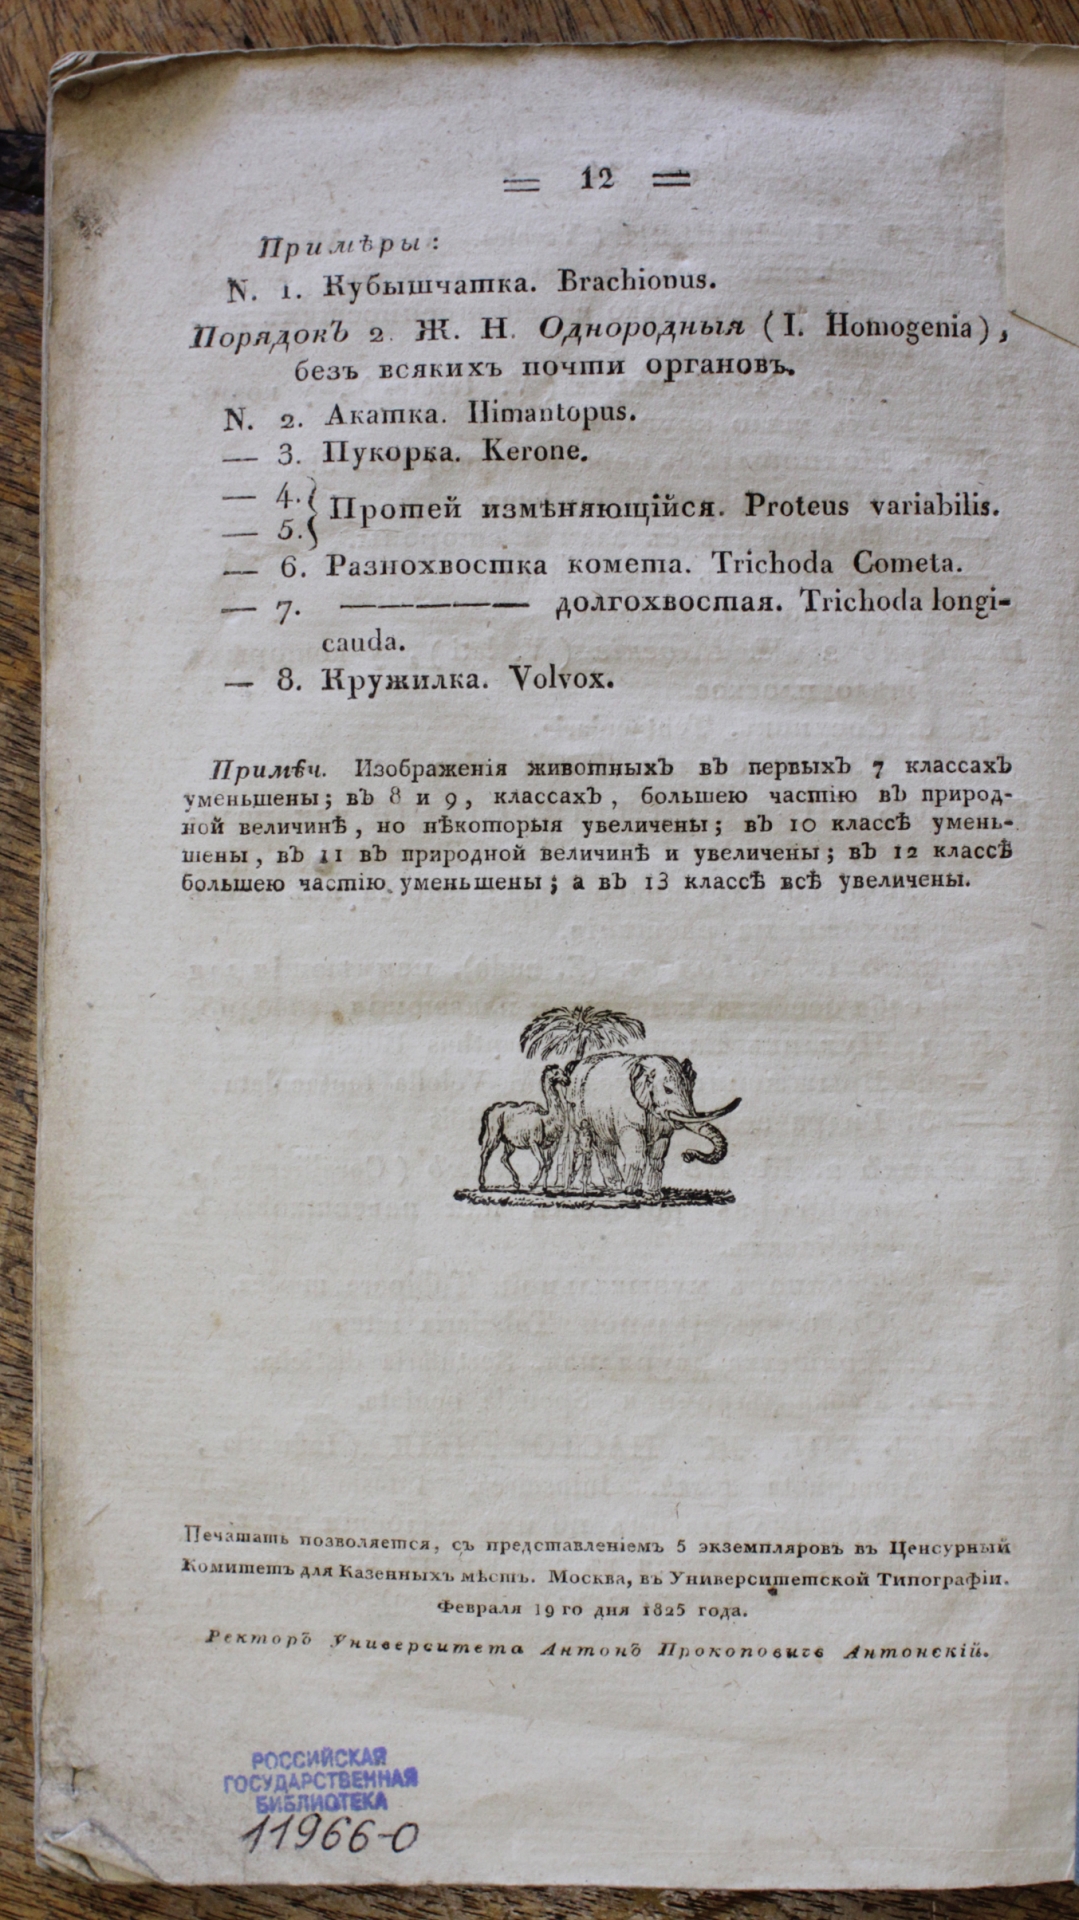 = 12 =
Примѣры:
N. 1. Кубышчатка. Brachionus.
Порядокъ 2. Ж. Н. Однородныя (I. Homogenia),
безъ всякихъ почти органовъ.
N. 2. Акатка. Himantopus.
— 3. Пукорка. Kerone.
— 4.
— 5. } Протей измѣняющійся. Proteus variabilis.
— 6. Разнохвостка комета. Trichoda Cometa.
— 7. —————— долгохвостая. Trichoda longi-
cauda.
— 8. Кружилка. Volvox.
Примѣч. Изображенія животныхъ въ первыхъ 7 классахъ
уменьшены; въ 8 и 9, классахъ, большею частію въ природ-
ной величинѣ, но нѣкоторыя увеличены; въ 10 классѣ умень-
шены, въ 11 въ природной величинѣ и увеличены; въ 12 классѣ
большею частію уменьшены; а въ 13 классѣ всѣ увеличены.
Печатать позволяется, съ представленіемъ 5 экземпляровъ въ Ценсурный
Комитетъ для Казенныхъ мѣстъ. Москва, въ Университетской Типографіи.
Февраля 19 го дня 1825 года.
Ректоръ Университета Антонъ Прокоповичь Антонскій.
РОССИЙСКАЯ
ГОСУДАРСТВЕННАЯ
БИБЛИОТЕКА
11966-0